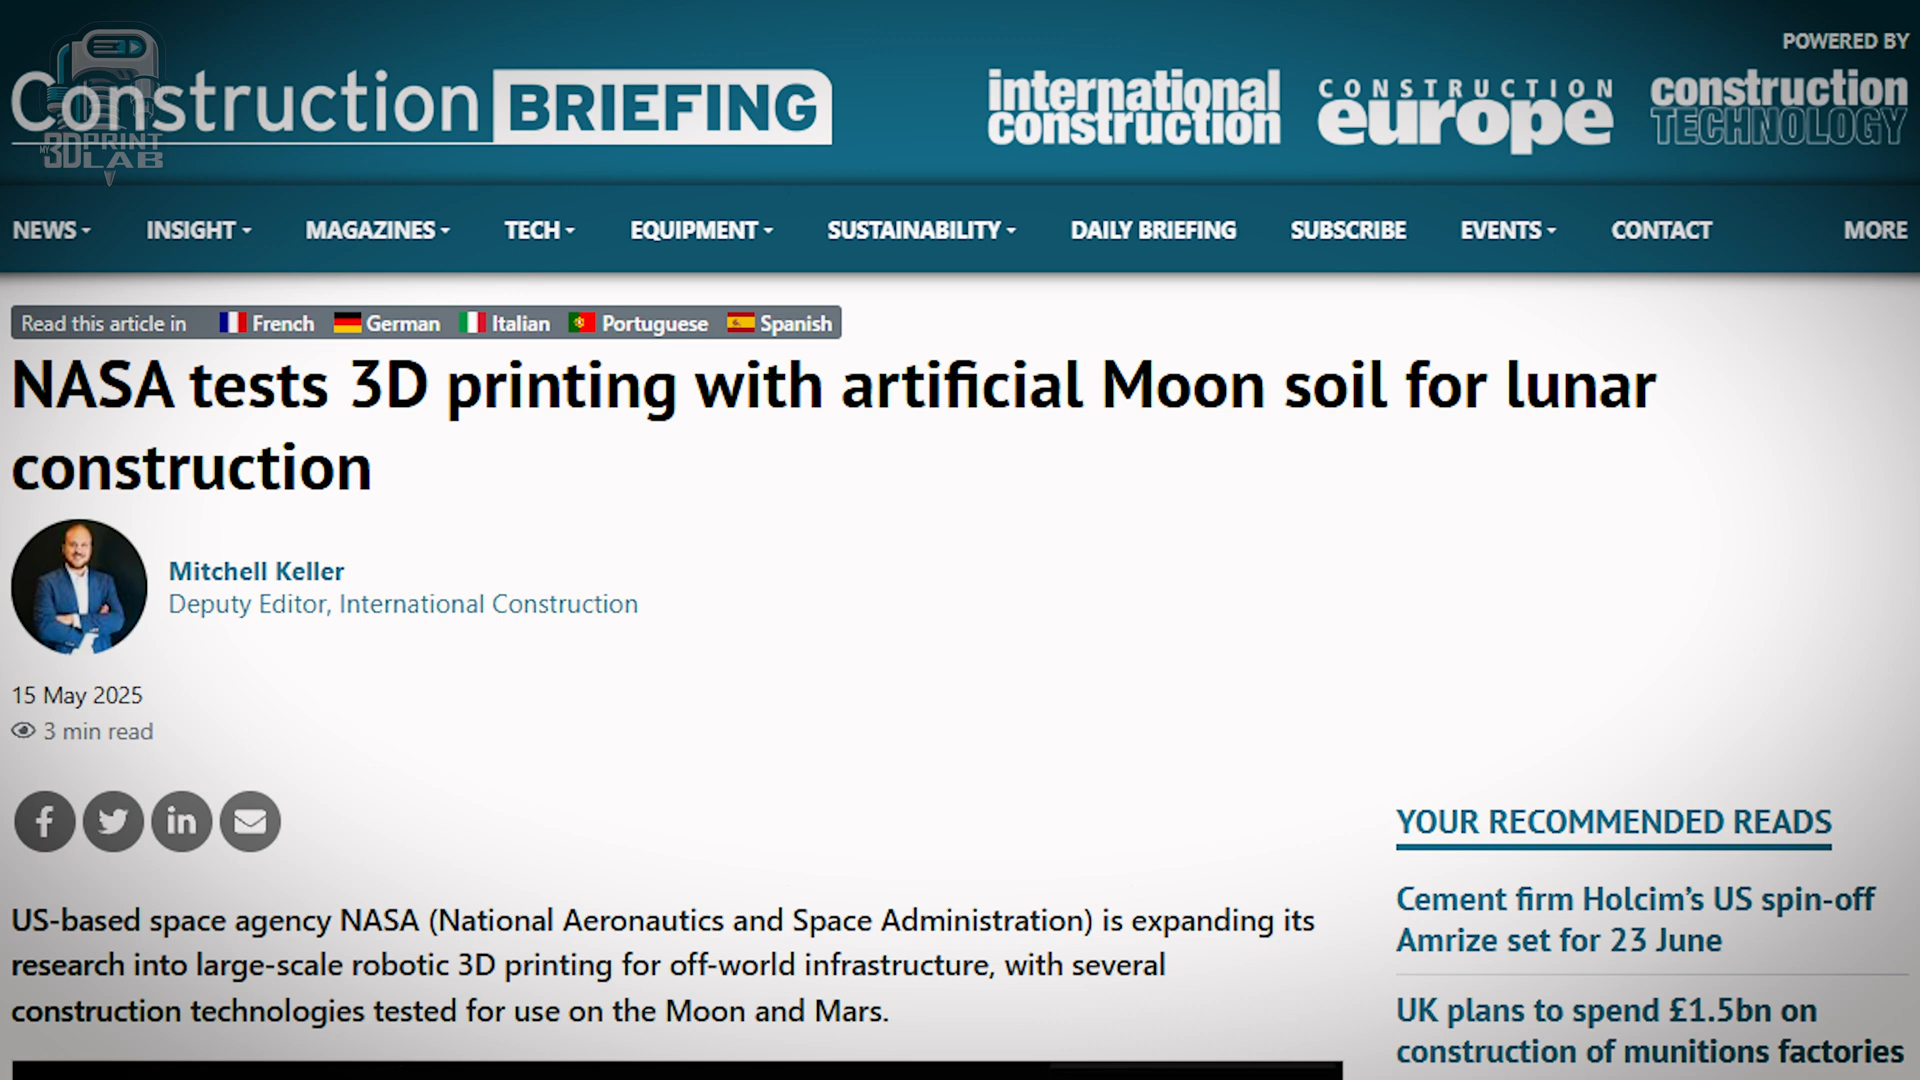 POWERED BY
Construction BRIEFING
international construction
CONSTRUCTION europe
construction TECHNOLOGY
MY 3DPRINT LAB
NEWS INSIGHT MAGAZINES TECH EQUIPMENT SUSTAINABILITY DAILY BRIEFING SUBSCRIBE EVENTS CONTACT MORE
Read this article in French German Italian Portuguese Spanish
NASA tests 3D printing with artificial Moon soil for lunar
construction
Mitchell Keller
Deputy Editor, International Construction
15 May 2025
3 min read
US-based space agency NASA (National Aeronautics and Space Administration) is expanding its
research into large-scale robotic 3D printing for off-world infrastructure, with several
construction technologies tested for use on the Moon and Mars.
YOUR RECOMMENDED READS
Cement firm Holcim’s US spin-off
Amrize set for 23 June
UK plans to spend £1.5bn on
construction of munitions factories